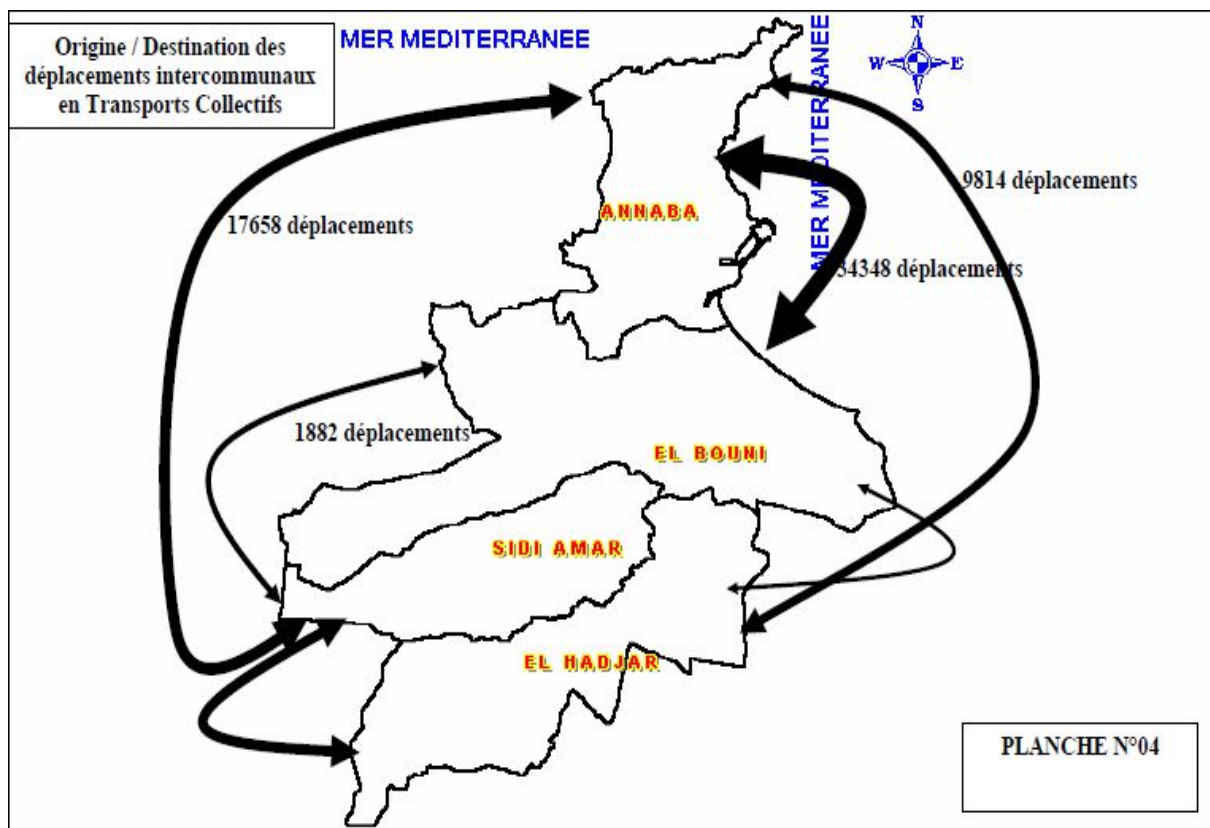 Origine / Destination des
déplacements intercommunaux
en Transports Collectifs
MER MEDITERRANEE
MER MEDITERRANEE
N
W
E
S
9814 déplacements
17658 déplacements
ANNABA
34348 déplacements
1882 déplacements
EL BOUNI
SIDI AMAR
EL HADJAR
PLANCHE N°04